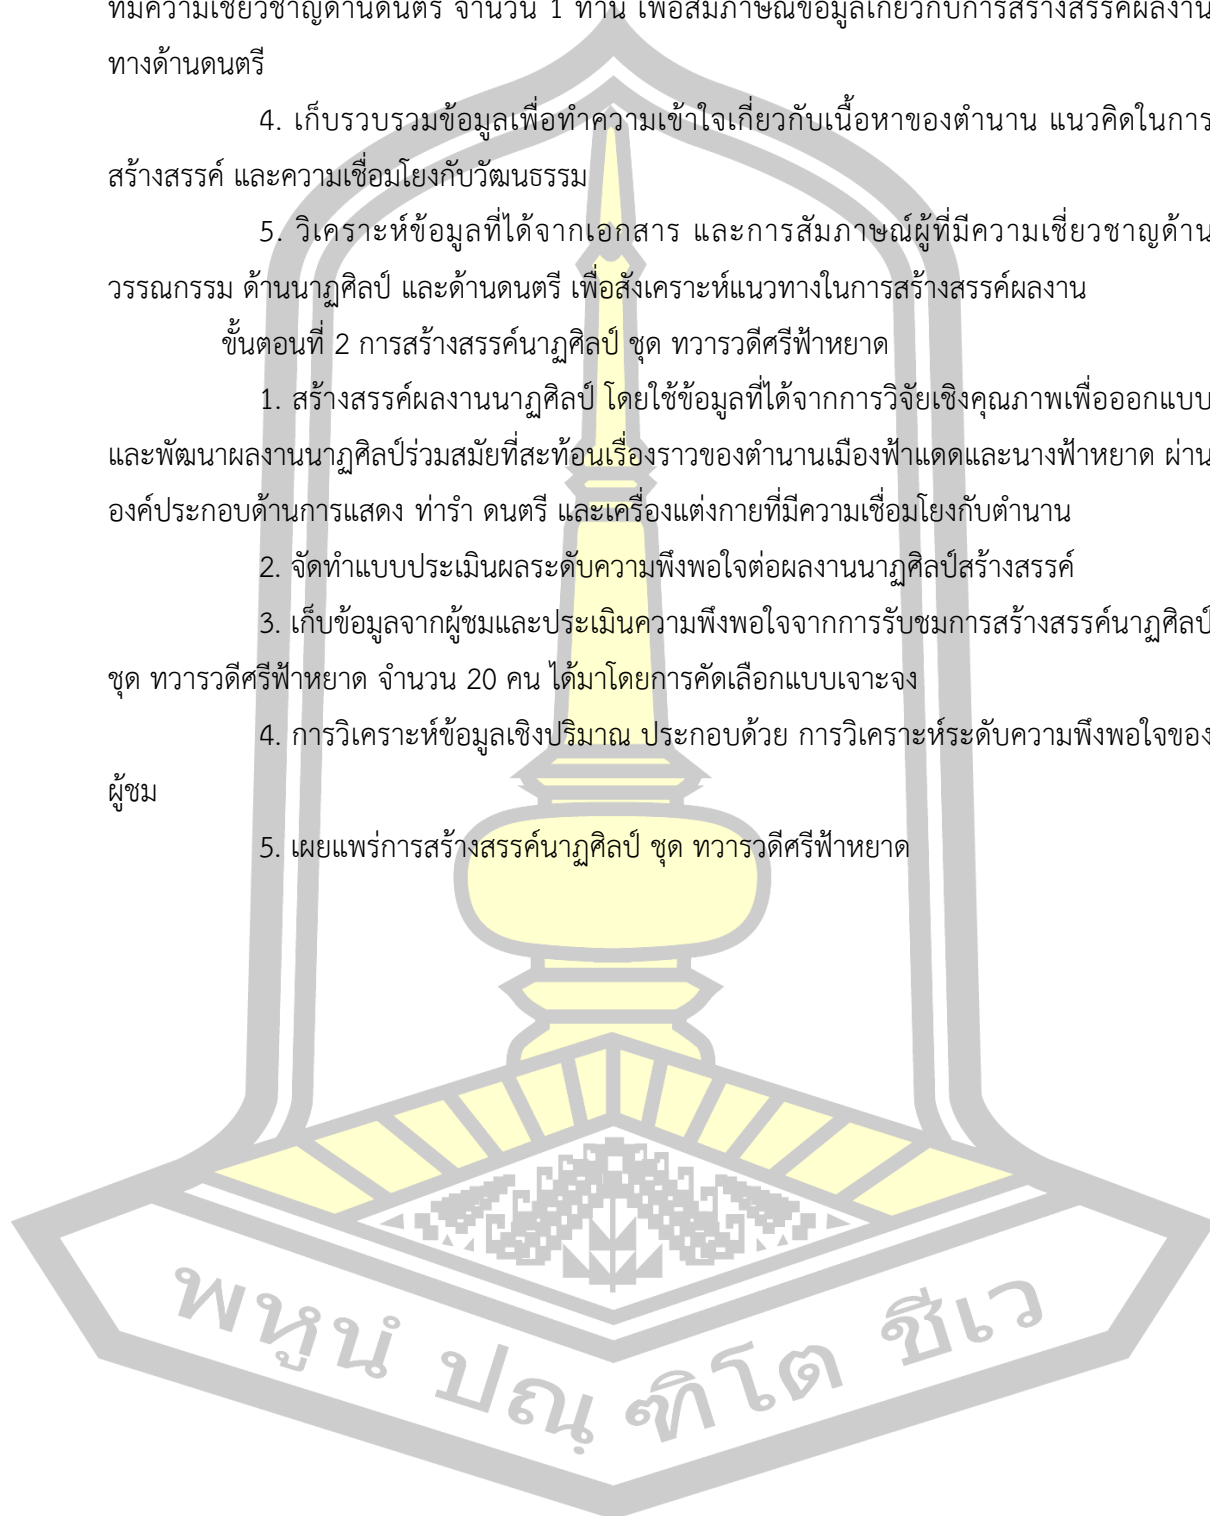 ที่มีความเชี่ยวชาญด้านดนตรี จำนวน 1 ท่าน เพื่อสัมภาษณ์ข้อมูลเกี่ยวกับการสร้างสรรค์ผลงาน
ทางด้านดนตรี
4. เก็บรวบรวมข้อมูลเพื่อทำความเข้าใจเกี่ยวกับเนื้อหาของตำนาน แนวคิดในการ
สร้างสรรค์ และความเชื่อมโยงกับวัฒนธรรม
5. วิเคราะห์ข้อมูลที่ได้จากเอกสาร และการสัมภาษณ์ผู้ที่มีความเชี่ยวชาญด้าน
วรรณกรรม ด้านนาฏศิลป์ และด้านดนตรี เพื่อสังเคราะห์แนวทางในการสร้างสรรค์ผลงาน
ขั้นตอนที่ 2 การสร้างสรรค์นาฏศิลป์ ชุด ทวารวดีศรีฟ้าหยาด
1. สร้างสรรค์ผลงานนาฏศิลป์ โดยใช้ข้อมูลที่ได้จากการวิจัยเชิงคุณภาพเพื่อออกแบบ
และพัฒนาผลงานนาฏศิลป์ร่วมสมัยที่สะท้อนเรื่องราวของตำนานเมืองฟ้าแดดและนางฟ้าหยาด ผ่าน
องค์ประกอบด้านการแสดง ท่ารำ ดนตรี และเครื่องแต่งกายที่มีความเชื่อมโยงกับตำนาน
2. จัดทำแบบประเมินผลระดับความพึงพอใจต่อผลงานนาฏศิลป์สร้างสรรค์
3. เก็บข้อมูลจากผู้ชมและประเมินความพึงพอใจจากการรับชมการสร้างสรรค์นาฏศิลป์
ชุด ทวารวดีศรีฟ้าหยาด จำนวน 20 คน ได้มาโดยการคัดเลือกแบบเจาะจง
4. การวิเคราะห์ข้อมูลเชิงปริมาณ ประกอบด้วย การวิเคราะห์ระดับความพึงพอใจของ
ผู้ชม
5. เผยแพร่การสร้างสรรค์นาฏศิลป์ ชุด ทวารวดีศรีฟ้าหยาด
พหูนํ ปณฺฑิโต ชีเว